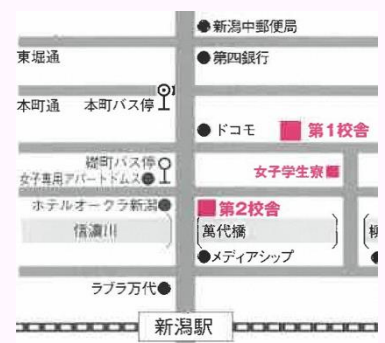 新潟中郵便局
東堀通
第四銀行
本町通
本町バス停
ドコモ
第1校舎
礎町バス停
女子専用アパートドムス
女子学生寮
ホテルオークラ新潟
第2校舎
信濃川
萬代橋
メディアシップ
ラブラ万代
新潟駅